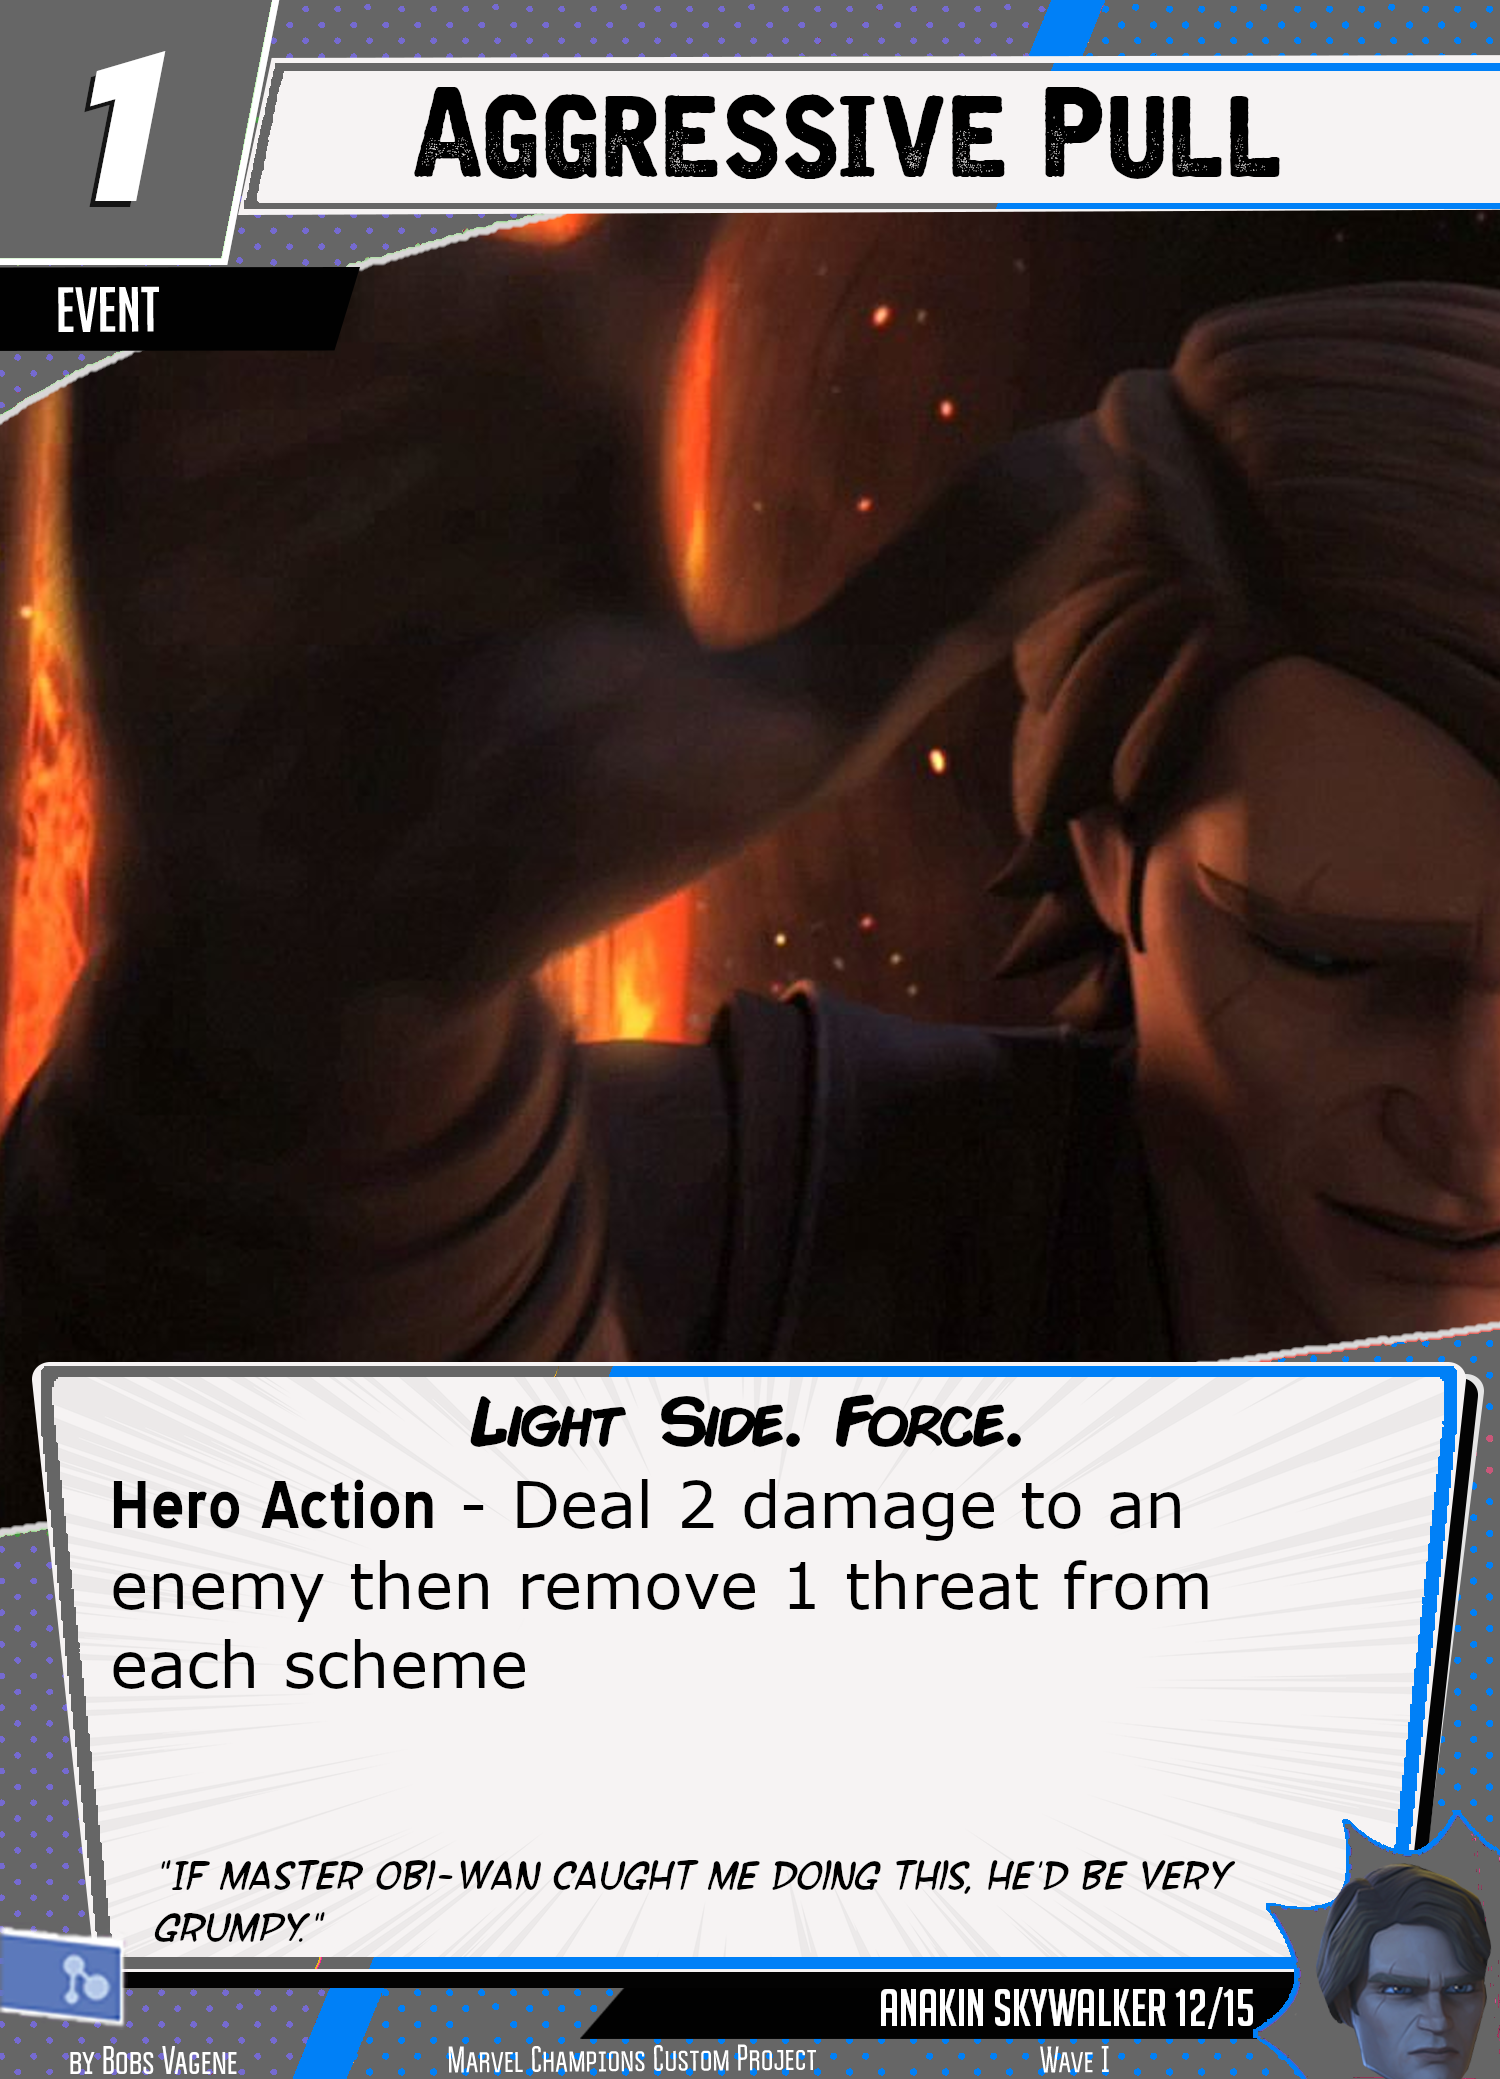 1
AGGRESSIVE PULL
EVENT
LIGHT SIDE. FORCE.
Hero Action - Deal 2 damage to an
enemy then remove 1 threat from
each scheme
"IF MASTER OBI-WAN CAUGHT ME DOING THIS, HE'D BE VERY
GRUMPY."
ANAKIN SKYWALKER 12/15
BY BOBS VAGENE MARVEL CHAMPIONS CUSTOM PROJECT WAVE I